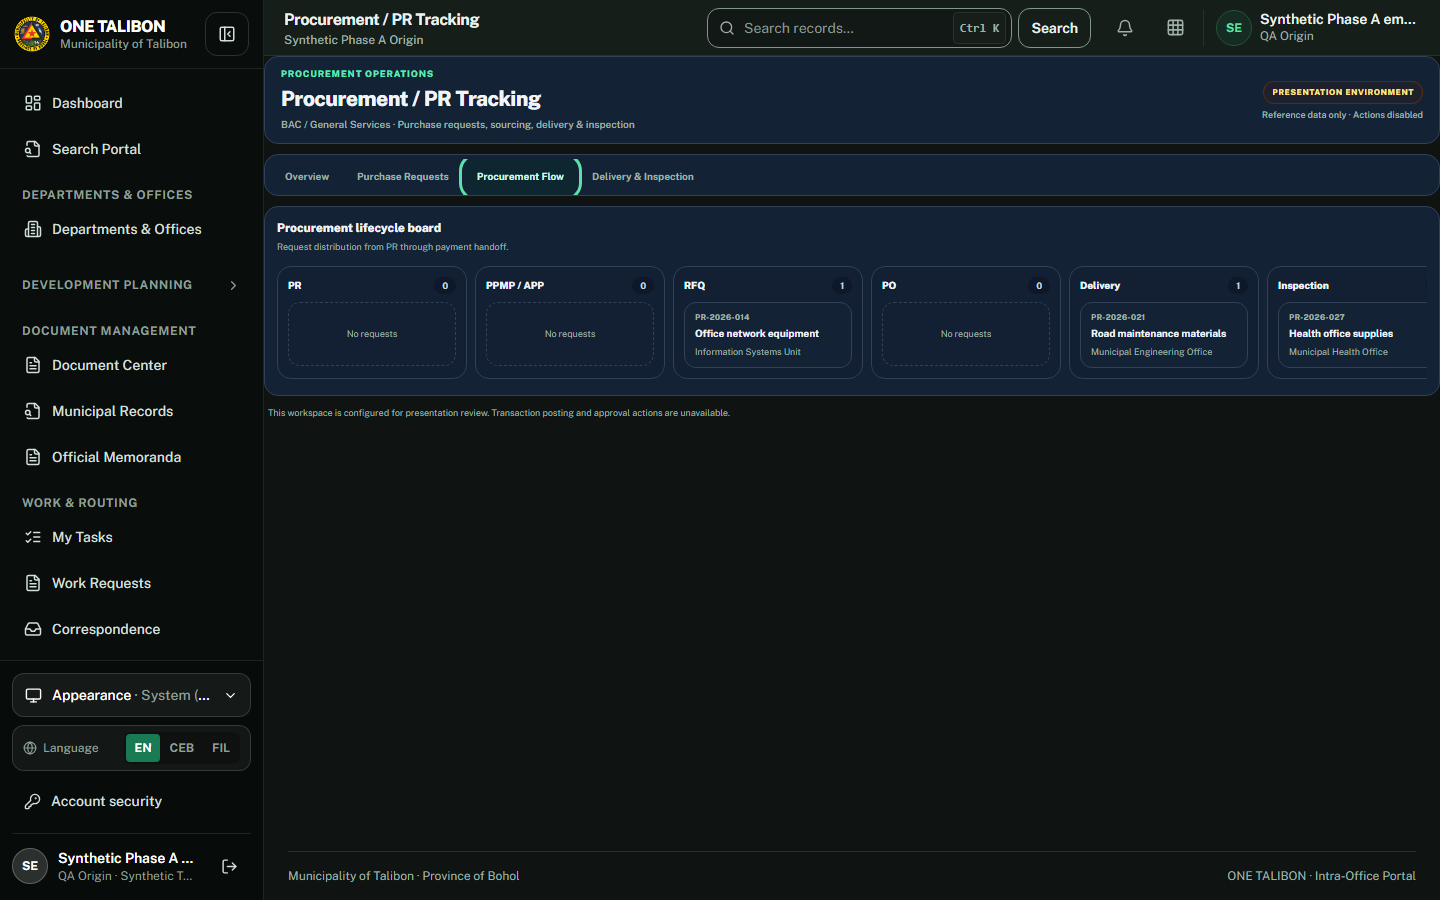 ONE TALIBON
Municipality of Talibon
Dashboard
Search Portal
DEPARTMENTS & OFFICES
Departments & Offices
DEVELOPMENT PLANNING
DOCUMENT MANAGEMENT
Document Center
Municipal Records
Official Memoranda
WORK & ROUTING
My Tasks
Work Requests
Correspondence
Appearance · System (...
Language EN CEB FIL
Account security
SE Synthetic Phase A ...
QA Origin · Synthetic T...
Procurement / PR Tracking
Synthetic Phase A Origin
Search records... Ctrl K Search
SE Synthetic Phase A em...
QA Origin
PROCUREMENT OPERATIONS
Procurement / PR Tracking
BAC / General Services · Purchase requests, sourcing, delivery & inspection
PRESENTATION ENVIRONMENT
Reference data only · Actions disabled
Overview Purchase Requests Procurement Flow Delivery & Inspection
Procurement lifecycle board
Request distribution from PR through payment handoff.
PR 0
No requests
PPMP / APP 0
No requests
RFQ 1
PR-2026-014
Office network equipment
Information Systems Unit
PO 0
No requests
Delivery 1
PR-2026-021
Road maintenance materials
Municipal Engineering Office
Inspection
PR-2026-027
Health office supplies
Municipal Health Office
This workspace is configured for presentation review. Transaction posting and approval actions are unavailable.
Municipality of Talibon · Province of Bohol
ONE TALIBON · Intra-Office Portal